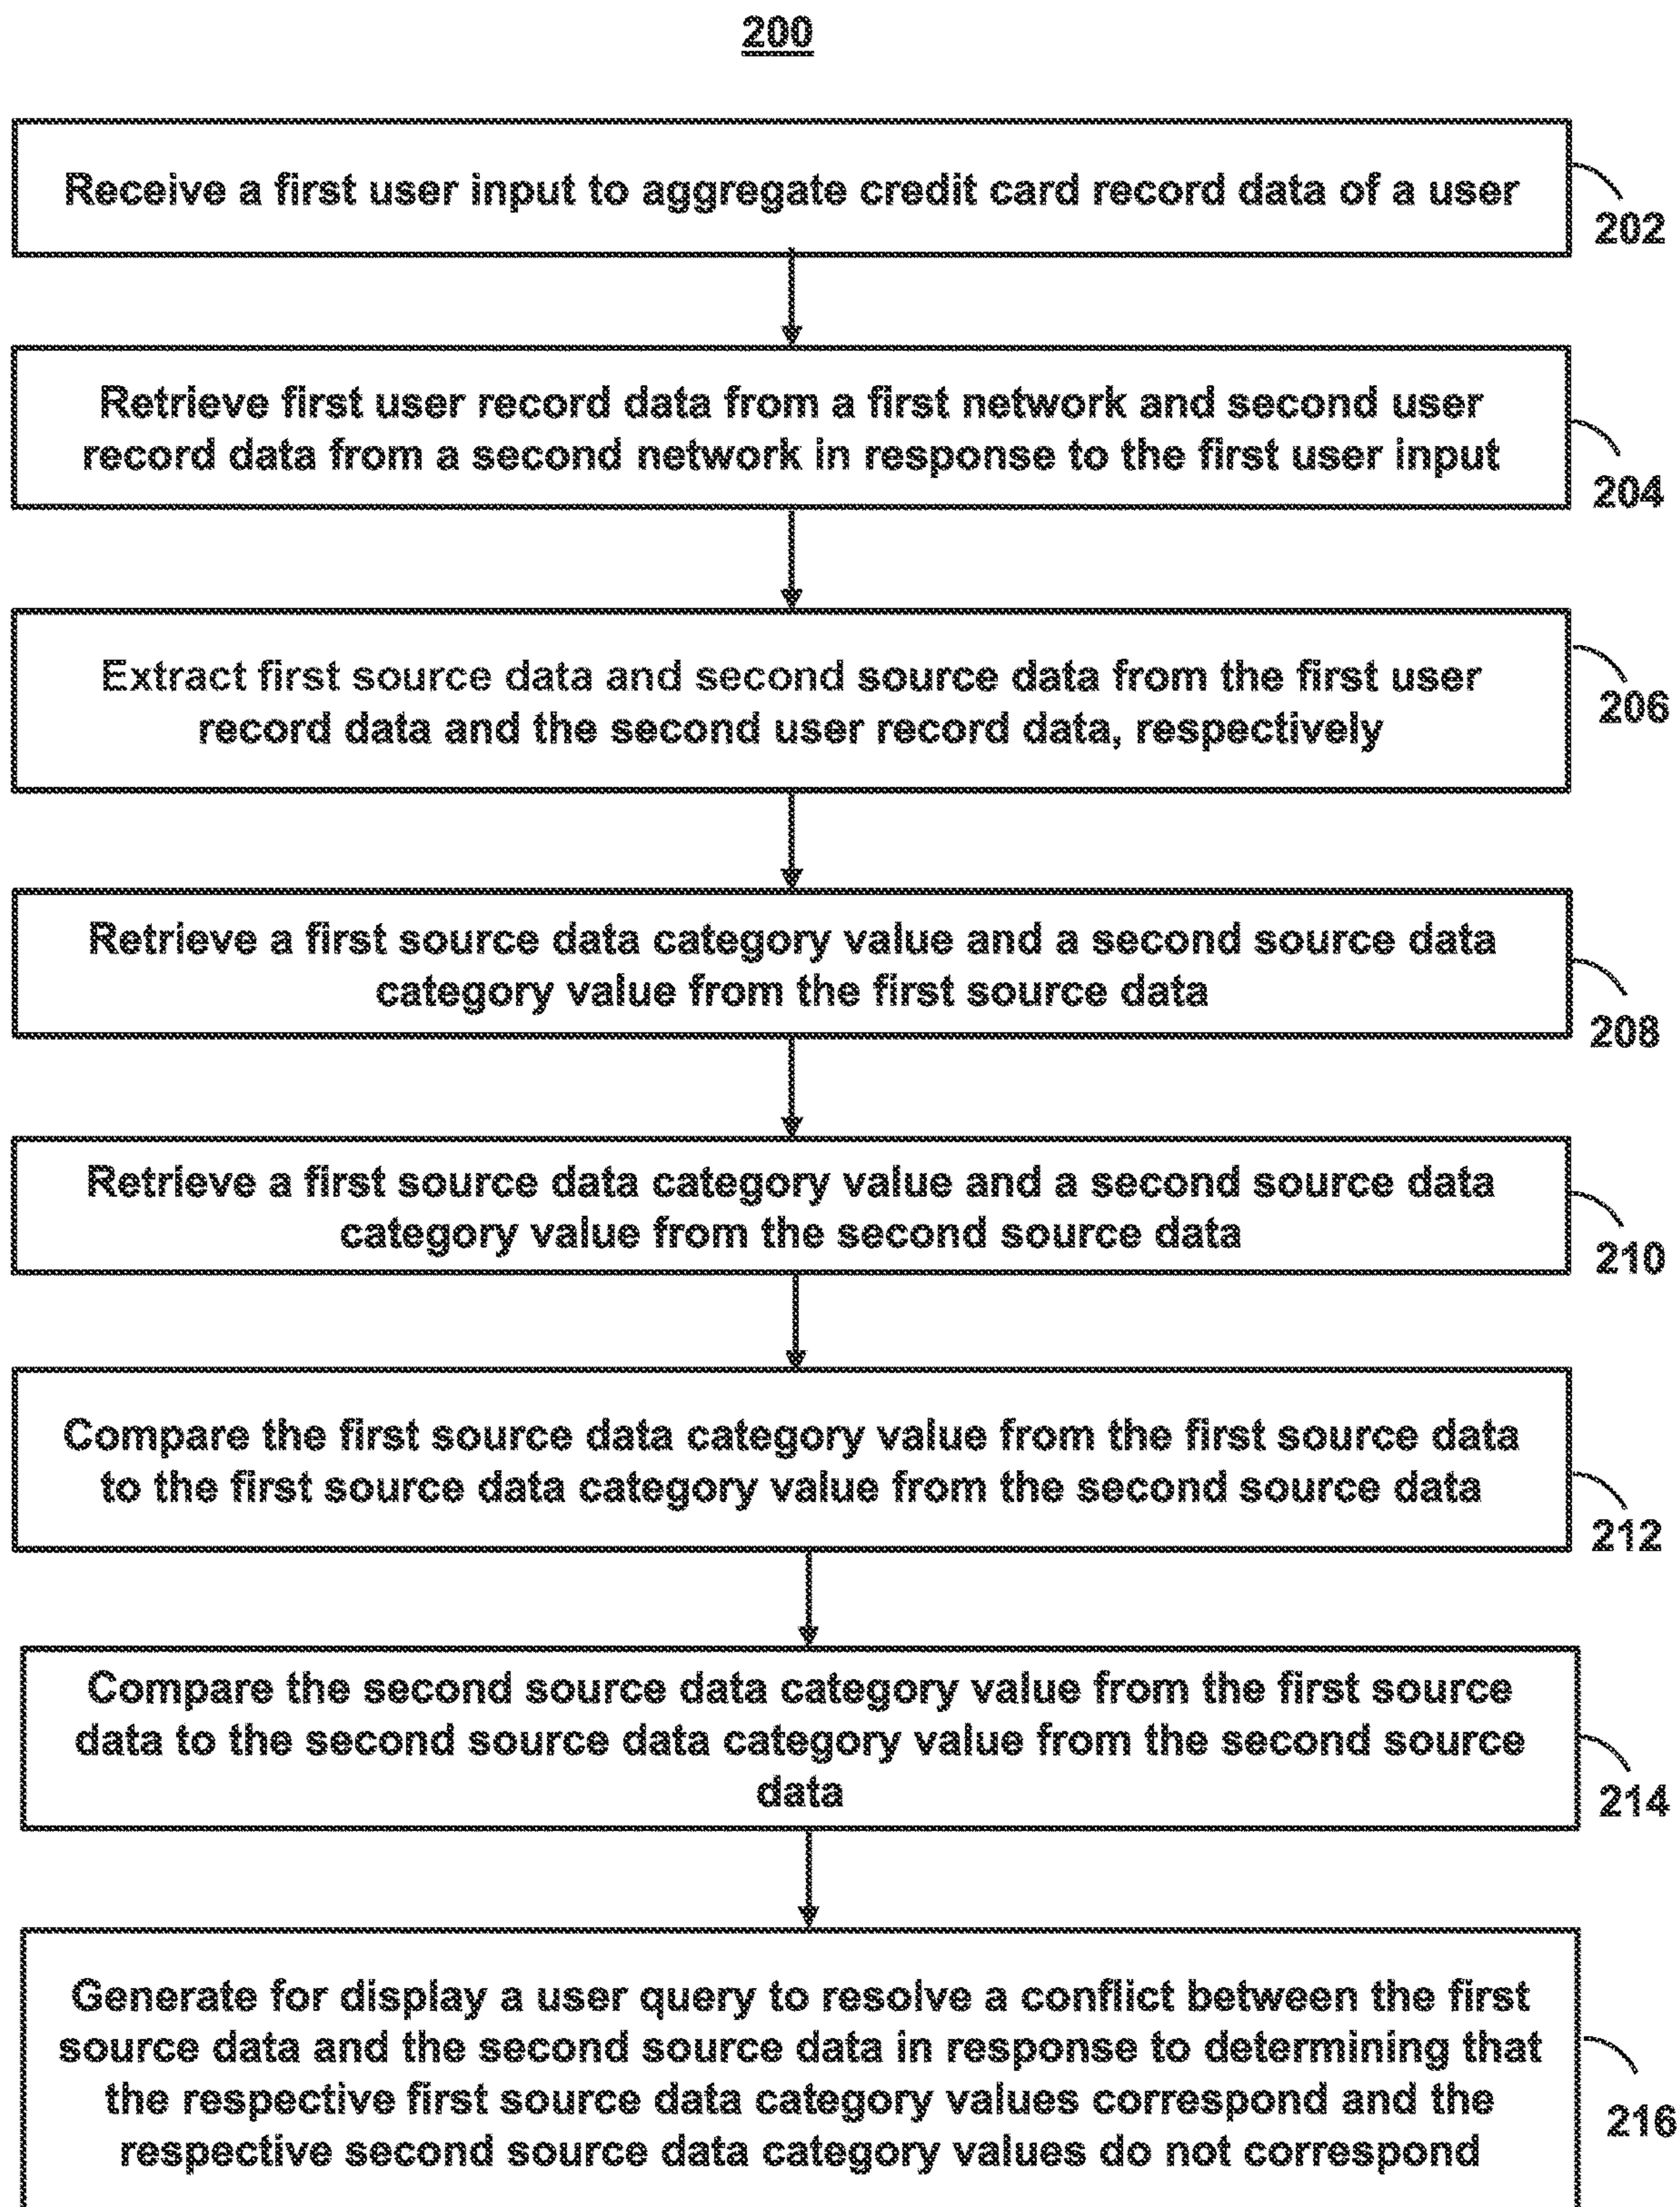 200
Receive a first user input to aggregate credit card record data of a user
202
Retrieve first user record data from a first network and second user
record data from a second network in response to the first user input
204
Extract first source data and second source data from the first user
record data and the second user record data, respectively
206
Retrieve a first source data category value and a second source data
category value from the first source data
208
Retrieve a first source data category value and a second source data
category value from the second source data
210
Compare the first source data category value from the first source data
to the first source data category value from the second source data
212
Compare the second source data category value from the first source
data to the second source data category value from the second source
data
214
Generate for display a user query to resolve a conflict between the first
source data and the second source data in response to determining that
the respective first source data category values correspond and the
respective second source data category values do not correspond
216